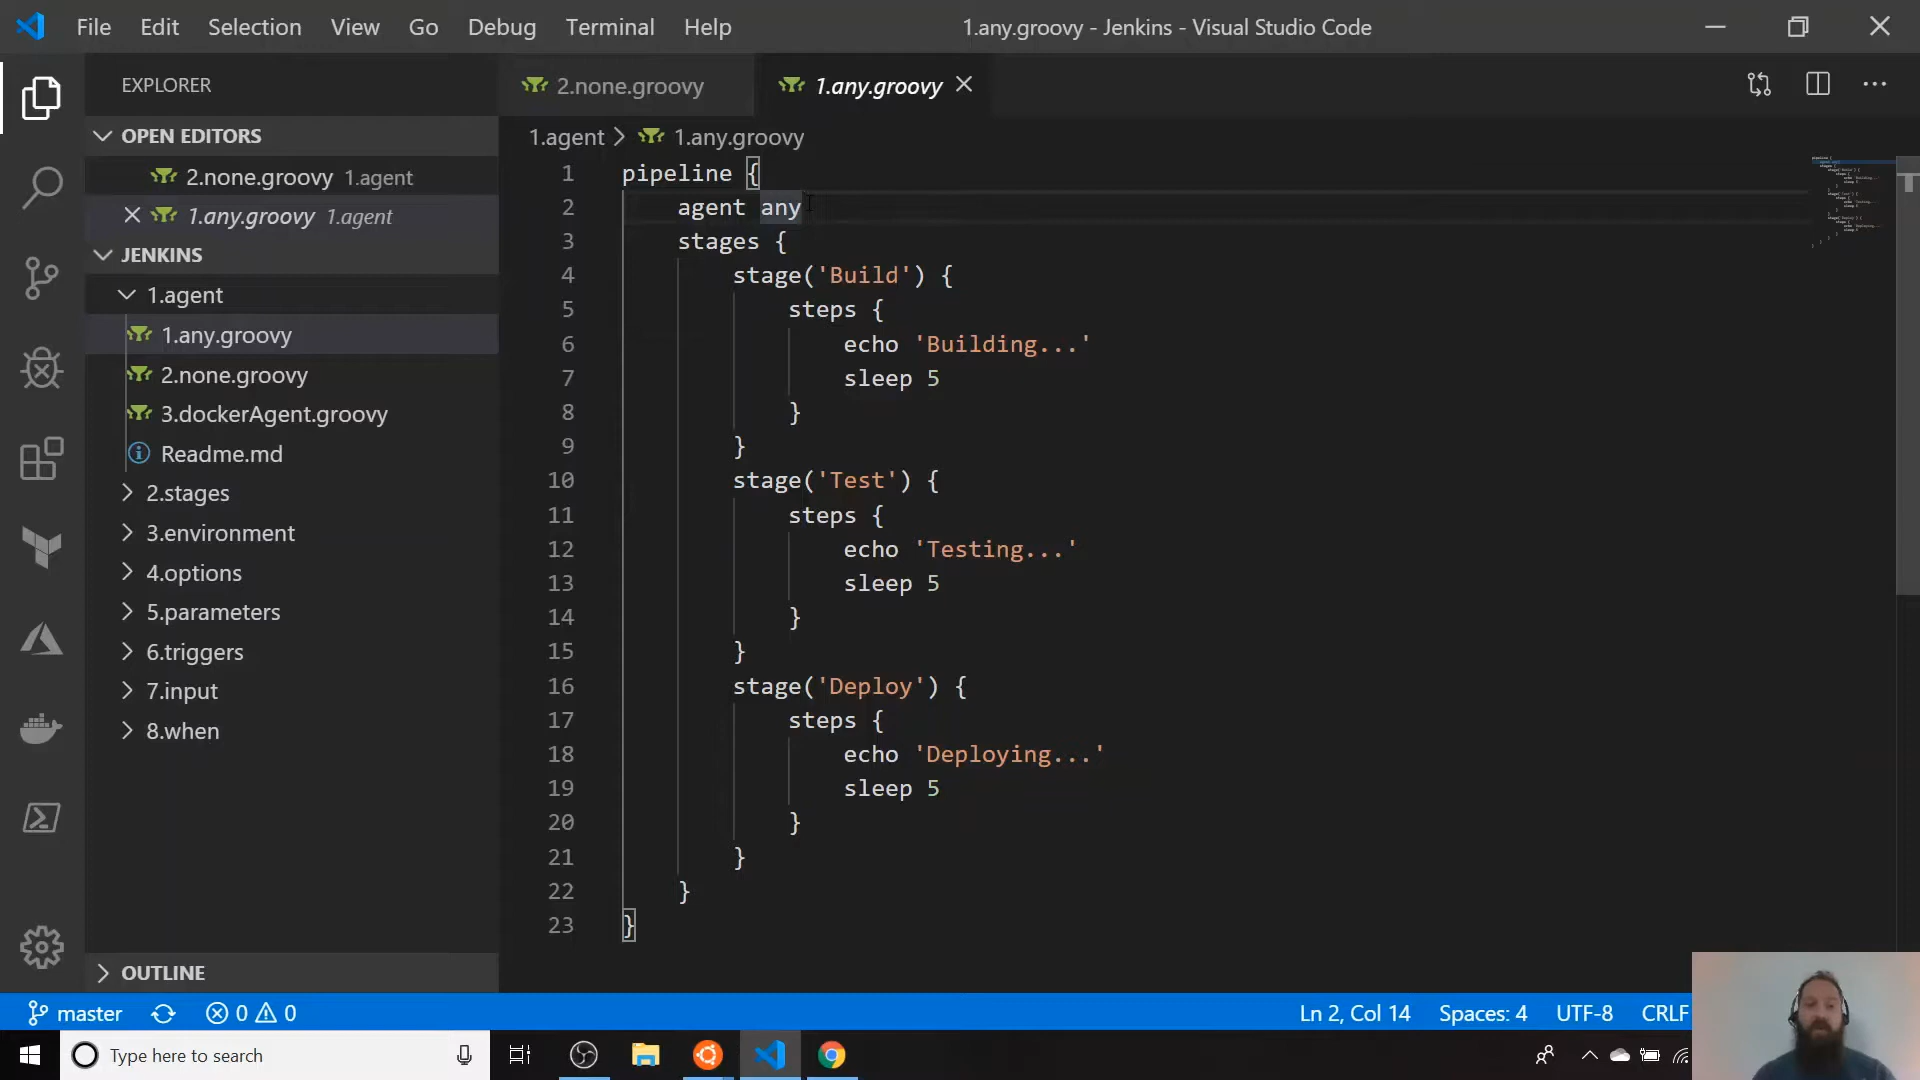 File Edit Selection View Go Debug Terminal Help
1.any.groovy - Jenkins - Visual Studio Code
EXPLORER
OPEN EDITORS
2.none.groovy 1.agent
1.any.groovy 1.agent
JENKINS
1.agent
1.any.groovy
2.none.groovy
3.dockerAgent.groovy
Readme.md
2.stages
3.environment
4.options
5.parameters
6.triggers
7.input
8.when
OUTLINE
2.none.groovy
1.any.groovy
1.agent > 1.any.groovy
1 pipeline {
2 agent any
3 stages {
4 stage('Build') {
5 steps {
6 echo 'Building...'
7 sleep 5
8 }
9 }
10 stage('Test') {
11 steps {
12 echo 'Testing...'
13 sleep 5
14 }
15 }
16 stage('Deploy') {
17 steps {
18 echo 'Deploying...'
19 sleep 5
20 }
21 }
22 }
23 }
master 0 0
Ln 2, Col 14 Spaces: 4 UTF-8 CRLF
Type here to search